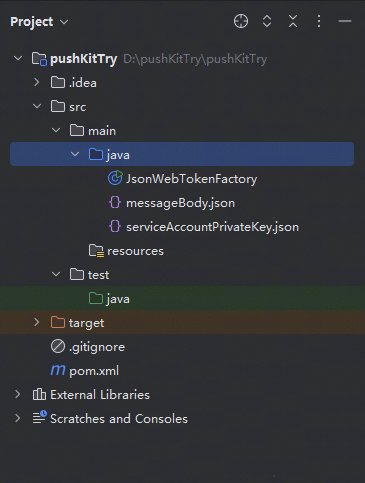 Project
pushKitTry D:\pushKitTry\pushKitTry
.idea
src
main
java
JsonWebTokenFactory
messageBody.json
serviceAccountPrivateKey.json
resources
test
java
target
.gitignore
pom.xml
External Libraries
Scratches and Consoles